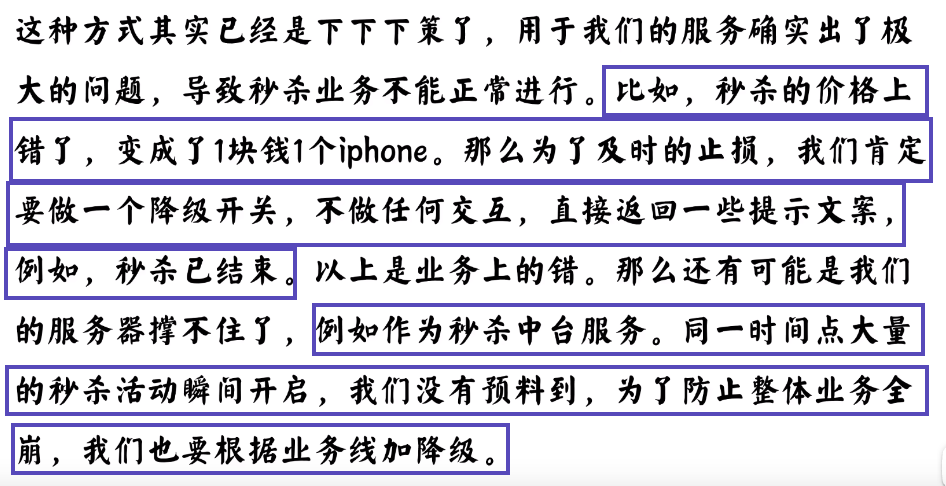 这种方式其实已经是下下下策了，用于我们的服务确实出了极
大的问题，导致秒杀业务不能正常进行。比如，秒杀的价格上
错了，变成了1块钱1个iphone。那么为了及时的止损，我们肯定
要做一个降级开关，不做任何交互，直接返回一些提示文案，
例如，秒杀已结束。以上是业务上的错。那么还有可能是我们
的服务器撑不住了，例如作为秒杀中台服务。同一时间点大量
的秒杀活动瞬间开启，我们没有预料到，为了防止整体业务全
崩，我们也要根据业务线加降级。